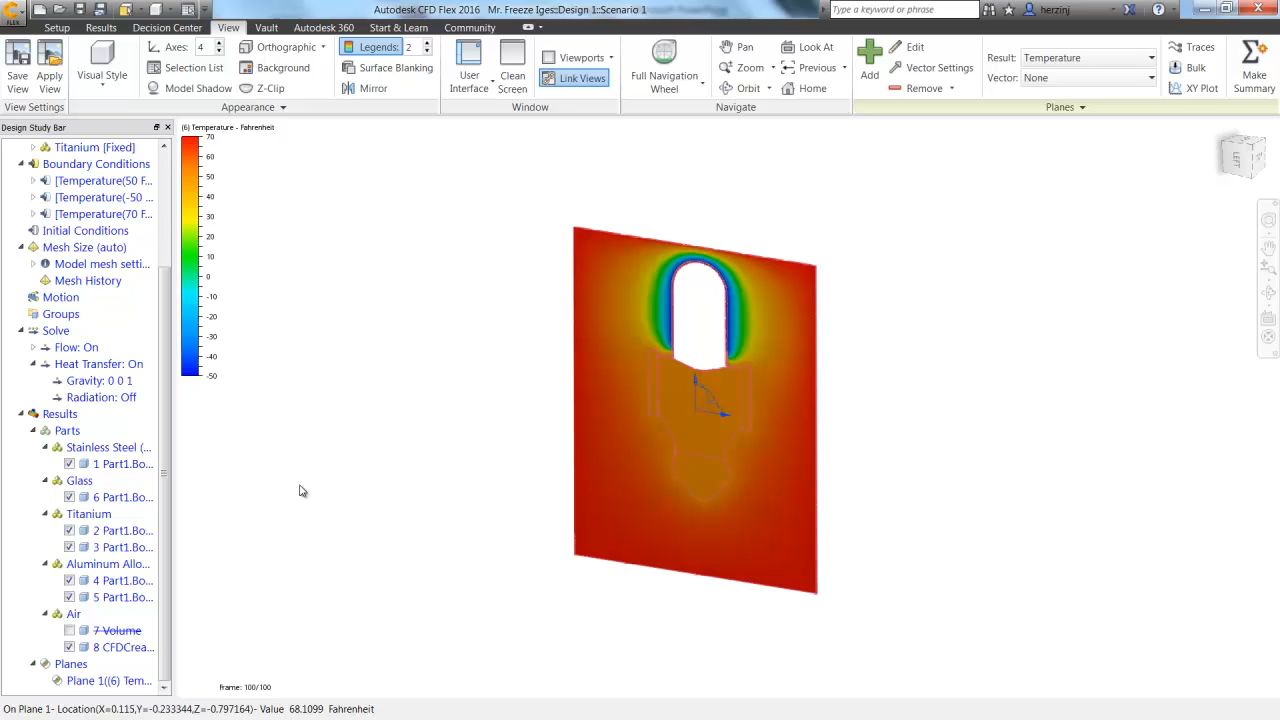 Autodesk CFD Flex 2016 Mr. Freeze Iges::Design 1::Scenario 1
Type a keyword or phrase
herzinj
FLEX
Setup Results Decision Center View Vault Autodesk 360 Start & Learn Community
Save View
Apply View
View Settings
Visual Style
Axes: 4
Selection List
Model Shadow
Orthographic
Background
Z-Clip
Legends: 2
Surface Blanking
Mirror
Appearance
User Interface
Clean Screen
Viewports
Link Views
Window
Full Navigation Wheel
Pan
Zoom
Orbit
Look At
Previous
Home
Navigate
Add
Edit
Vector Settings
Remove
Result: Temperature
Vector: None
Traces
Bulk
XY Plot
Make Summary
Planes
Design Study Bar
Titanium [Fixed]
Boundary Conditions
[Temperature(50 F...
[Temperature(-50 ...
[Temperature(70 F...
Initial Conditions
Mesh Size (auto)
Model mesh setti...
Mesh History
Motion
Groups
Solve
Flow: On
Heat Transfer: On
Gravity: 0 0 1
Radiation: Off
Results
Parts
Stainless Steel (...
1 Part1.Bo...
Glass
6 Part1.Bo...
Titanium
2 Part1.Bo...
3 Part1.Bo...
Aluminum Allo...
4 Part1.Bo...
5 Part1.Bo...
Air
7 Volume
8 CFDCrea...
Planes
Plane 1((6) Tem...
(6) Temperature - Fahrenheit
70
60
50
40
30
20
10
0
-10
-20
-30
-40
-50
Frame: 100/100
On Plane 1- Location(X=0.115,Y=-0.233344,Z=-0.797164)- Value 68.1099 Fahrenheit